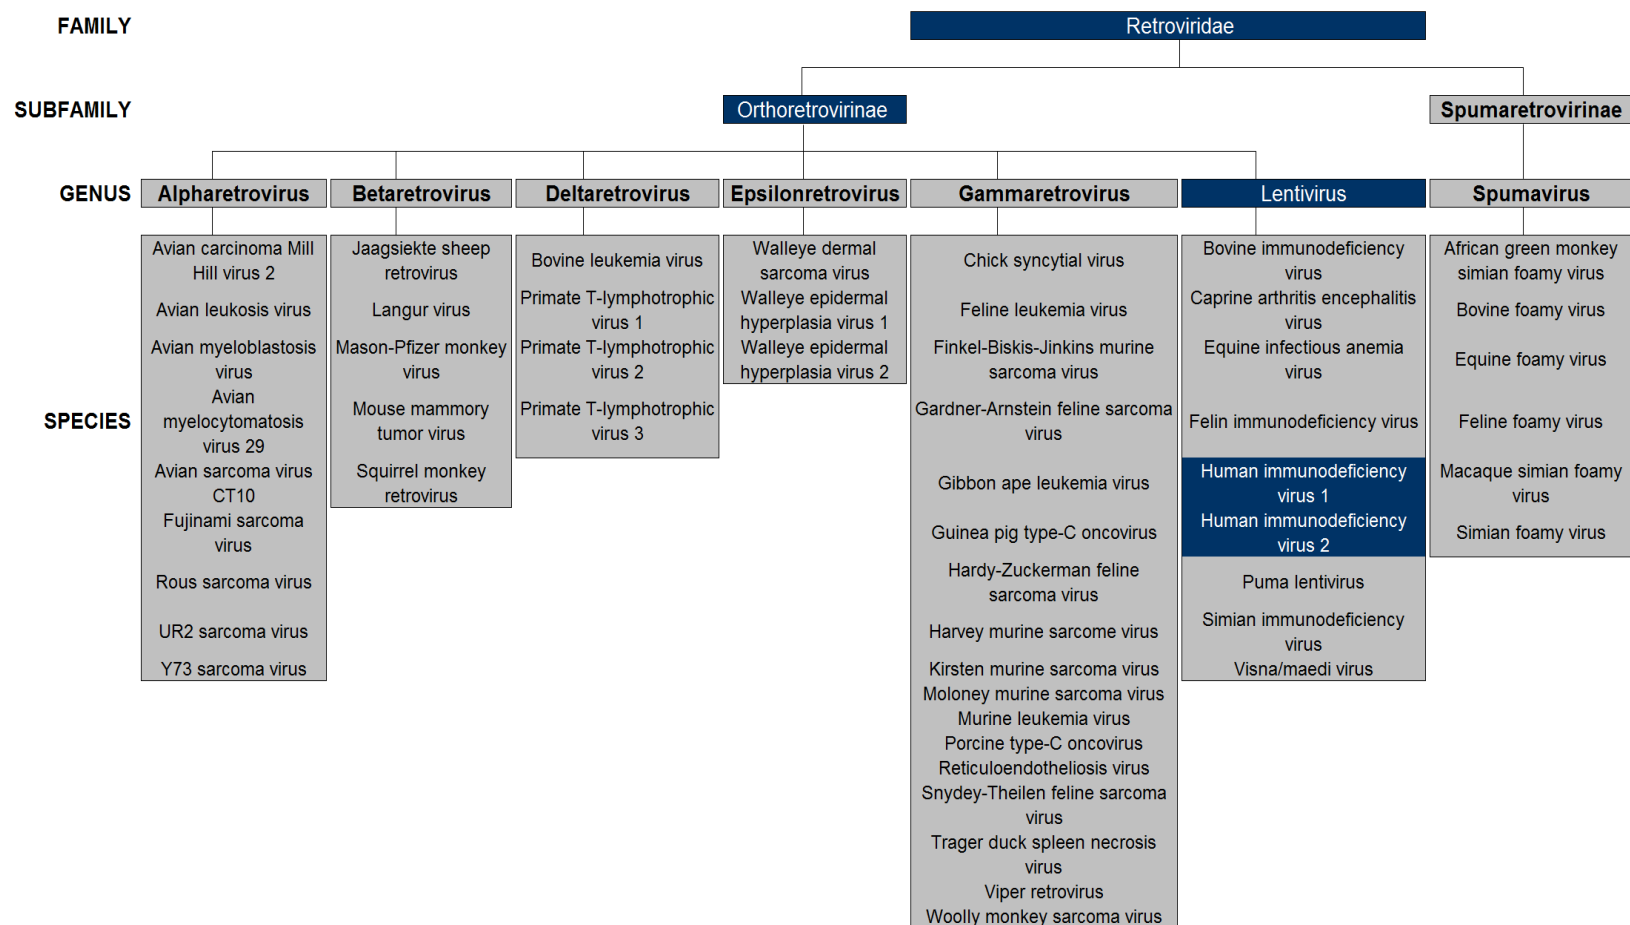 FAMILY
Retroviridae
SUBFAMILY
Orthoretrovirinae
Spumaretrovirinae
GENUS
Alpharetrovirus
Betaretrovirus
Deltaretrovirus
Epsilonretrovirus
Gammaretrovirus
Lentivirus
Spumavirus
SPECIES
Avian carcinoma Mill
Hill virus 2
Avian leukosis virus
Avian myeloblastosis
virus
Avian
myelocytomatosis
virus 29
Avian sarcoma virus
CT10
Fujinami sarcoma
virus
Rous sarcoma virus
UR2 sarcoma virus
Y73 sarcoma virus
Jaagsiekte sheep
retrovirus
Langur virus
Mason-Pfizer monkey
virus
Mouse mammory
tumor virus
Squirrel monkey
retrovirus
Bovine leukemia virus
Primate T-lymphotrophic
virus 1
Primate T-lymphotrophic
virus 2
Primate T-lymphotrophic
virus 3
Walleye dermal
sarcoma virus
Walleye epidermal
hyperplasia virus 1
Walleye epidermal
hyperplasia virus 2
Chick syncytial virus
Feline leukemia virus
Finkel-Biskis-Jinkins murine
sarcoma virus
Gardner-Arnstein feline sarcoma
virus
Gibbon ape leukemia virus
Guinea pig type-C oncovirus
Hardy-Zuckerman feline
sarcoma virus
Harvey murine sarcome virus
Kirsten murine sarcoma virus
Moloney murine sarcoma virus
Murine leukemia virus
Porcine type-C oncovirus
Reticuloendotheliosis virus
Snydey-Theilen feline sarcoma
virus
Trager duck spleen necrosis
virus
Viper retrovirus
Woolly monkey sarcoma virus
Bovine immunodeficiency
virus
Caprine arthritis encephalitis
virus
Equine infectious anemia
virus
Felin immunodeficiency virus
Human immunodeficiency
virus 1
Human immunodeficiency
virus 2
Puma lentivirus
Simian immunodeficiency
virus
Visna/maedi virus
African green monkey
simian foamy virus
Bovine foamy virus
Equine foamy virus
Feline foamy virus
Macaque simian foamy
virus
Simian foamy virus